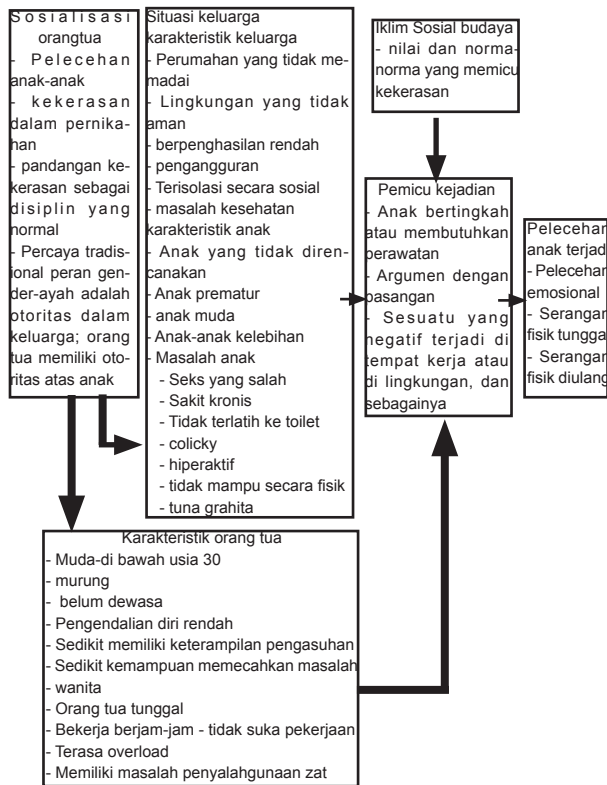 Sosialisasi
orangtua
- Pelecehan
anak-anak
- kekerasan
dalam pernika-
han
- pandangan ke-
kerasan sebagai
disiplin yang
normal
- Percaya tradis-
ional peran gen-
der-ayah adalah
otoritas dalam
keluarga; orang
tua memiliki oto-
ritas atas anak
Situasi keluarga
karakteristik keluarga
- Perumahan yang tidak me-
madai
- Lingkungan yang tidak
aman
- berpenghasilan rendah
- pengangguran
- Terisolasi secara sosial
- masalah kesehatan
karakteristik anak
- Anak yang tidak diren-
canakan
- Anak prematur
- anak muda
- Anak-anak kelebihan
- Masalah anak
- Seks yang salah
- Sakit kronis
- Tidak terlatih ke toilet
- colicky
- hiperaktif
- tidak mampu secara fisik
- tuna grahita
Iklim Sosial budaya
- nilai dan norma-
norma yang memicu
kekerasan
Pemicu kejadian
- Anak bertingkah
atau membutuhkan
perawatan
- Argumen dengan
pasangan
- Sesuatu yang
negatif terjadi di
tempat kerja atau
di lingkungan, dan
sebagainya
Pelecehan
anak terjadi
- Pelecehan
emosional
- Serangan
fisik tunggal
- Serangan
fisik diulang
Karakteristik orang tua
- Muda-di bawah usia 30
- murung
- belum dewasa
- Pengendalian diri rendah
- Sedikit memiliki keterampilan pengasuhan
- Sedikit kemampuan memecahkan masalah
- wanita
- Orang tua tunggal
- Bekerja berjam-jam - tidak suka pekerjaan
- Terasa overload
- Memiliki masalah penyalahgunaan zat